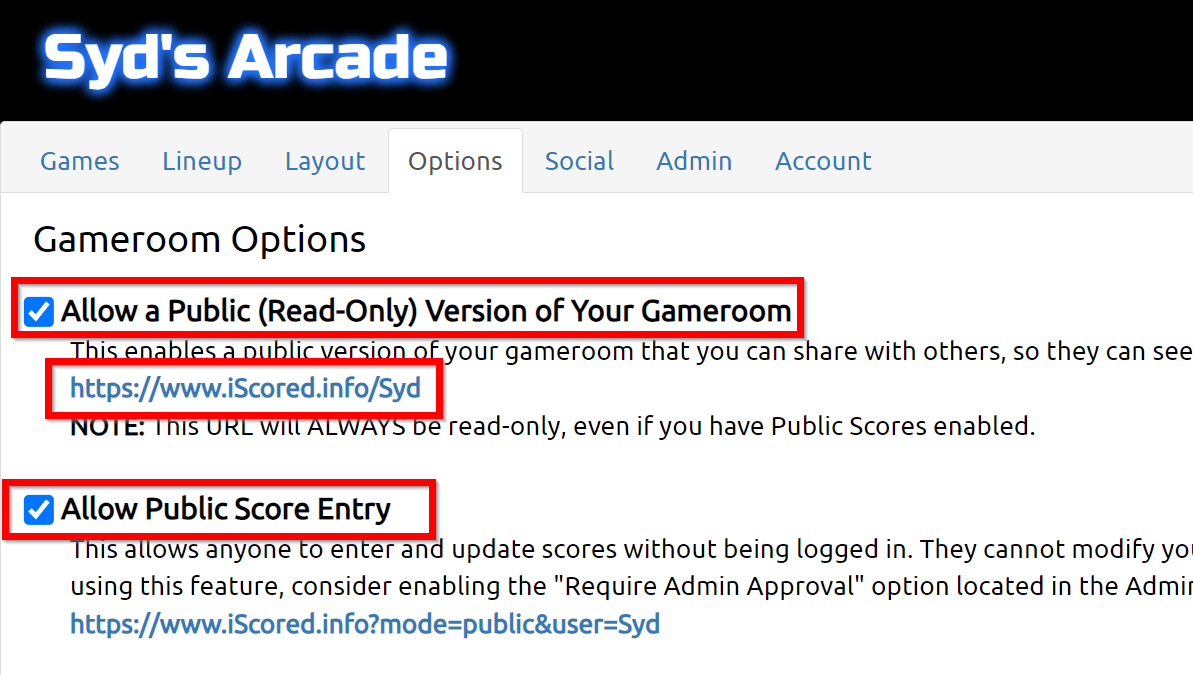 Syd's Arcade
Games Lineup Layout Options Social Admin Account
Gameroom Options
Allow a Public (Read-Only) Version of Your Gameroom
This enables a public version of your gameroom that you can share with others, so they can see
https://www.iScored.info/Syd
NOTE: This URL will ALWAYS be read-only, even if you have Public Scores enabled.
Allow Public Score Entry
This allows anyone to enter and update scores without being logged in. They cannot modify you
using this feature, consider enabling the "Require Admin Approval" option located in the Admin
https://www.iScored.info?mode=public&user=Syd